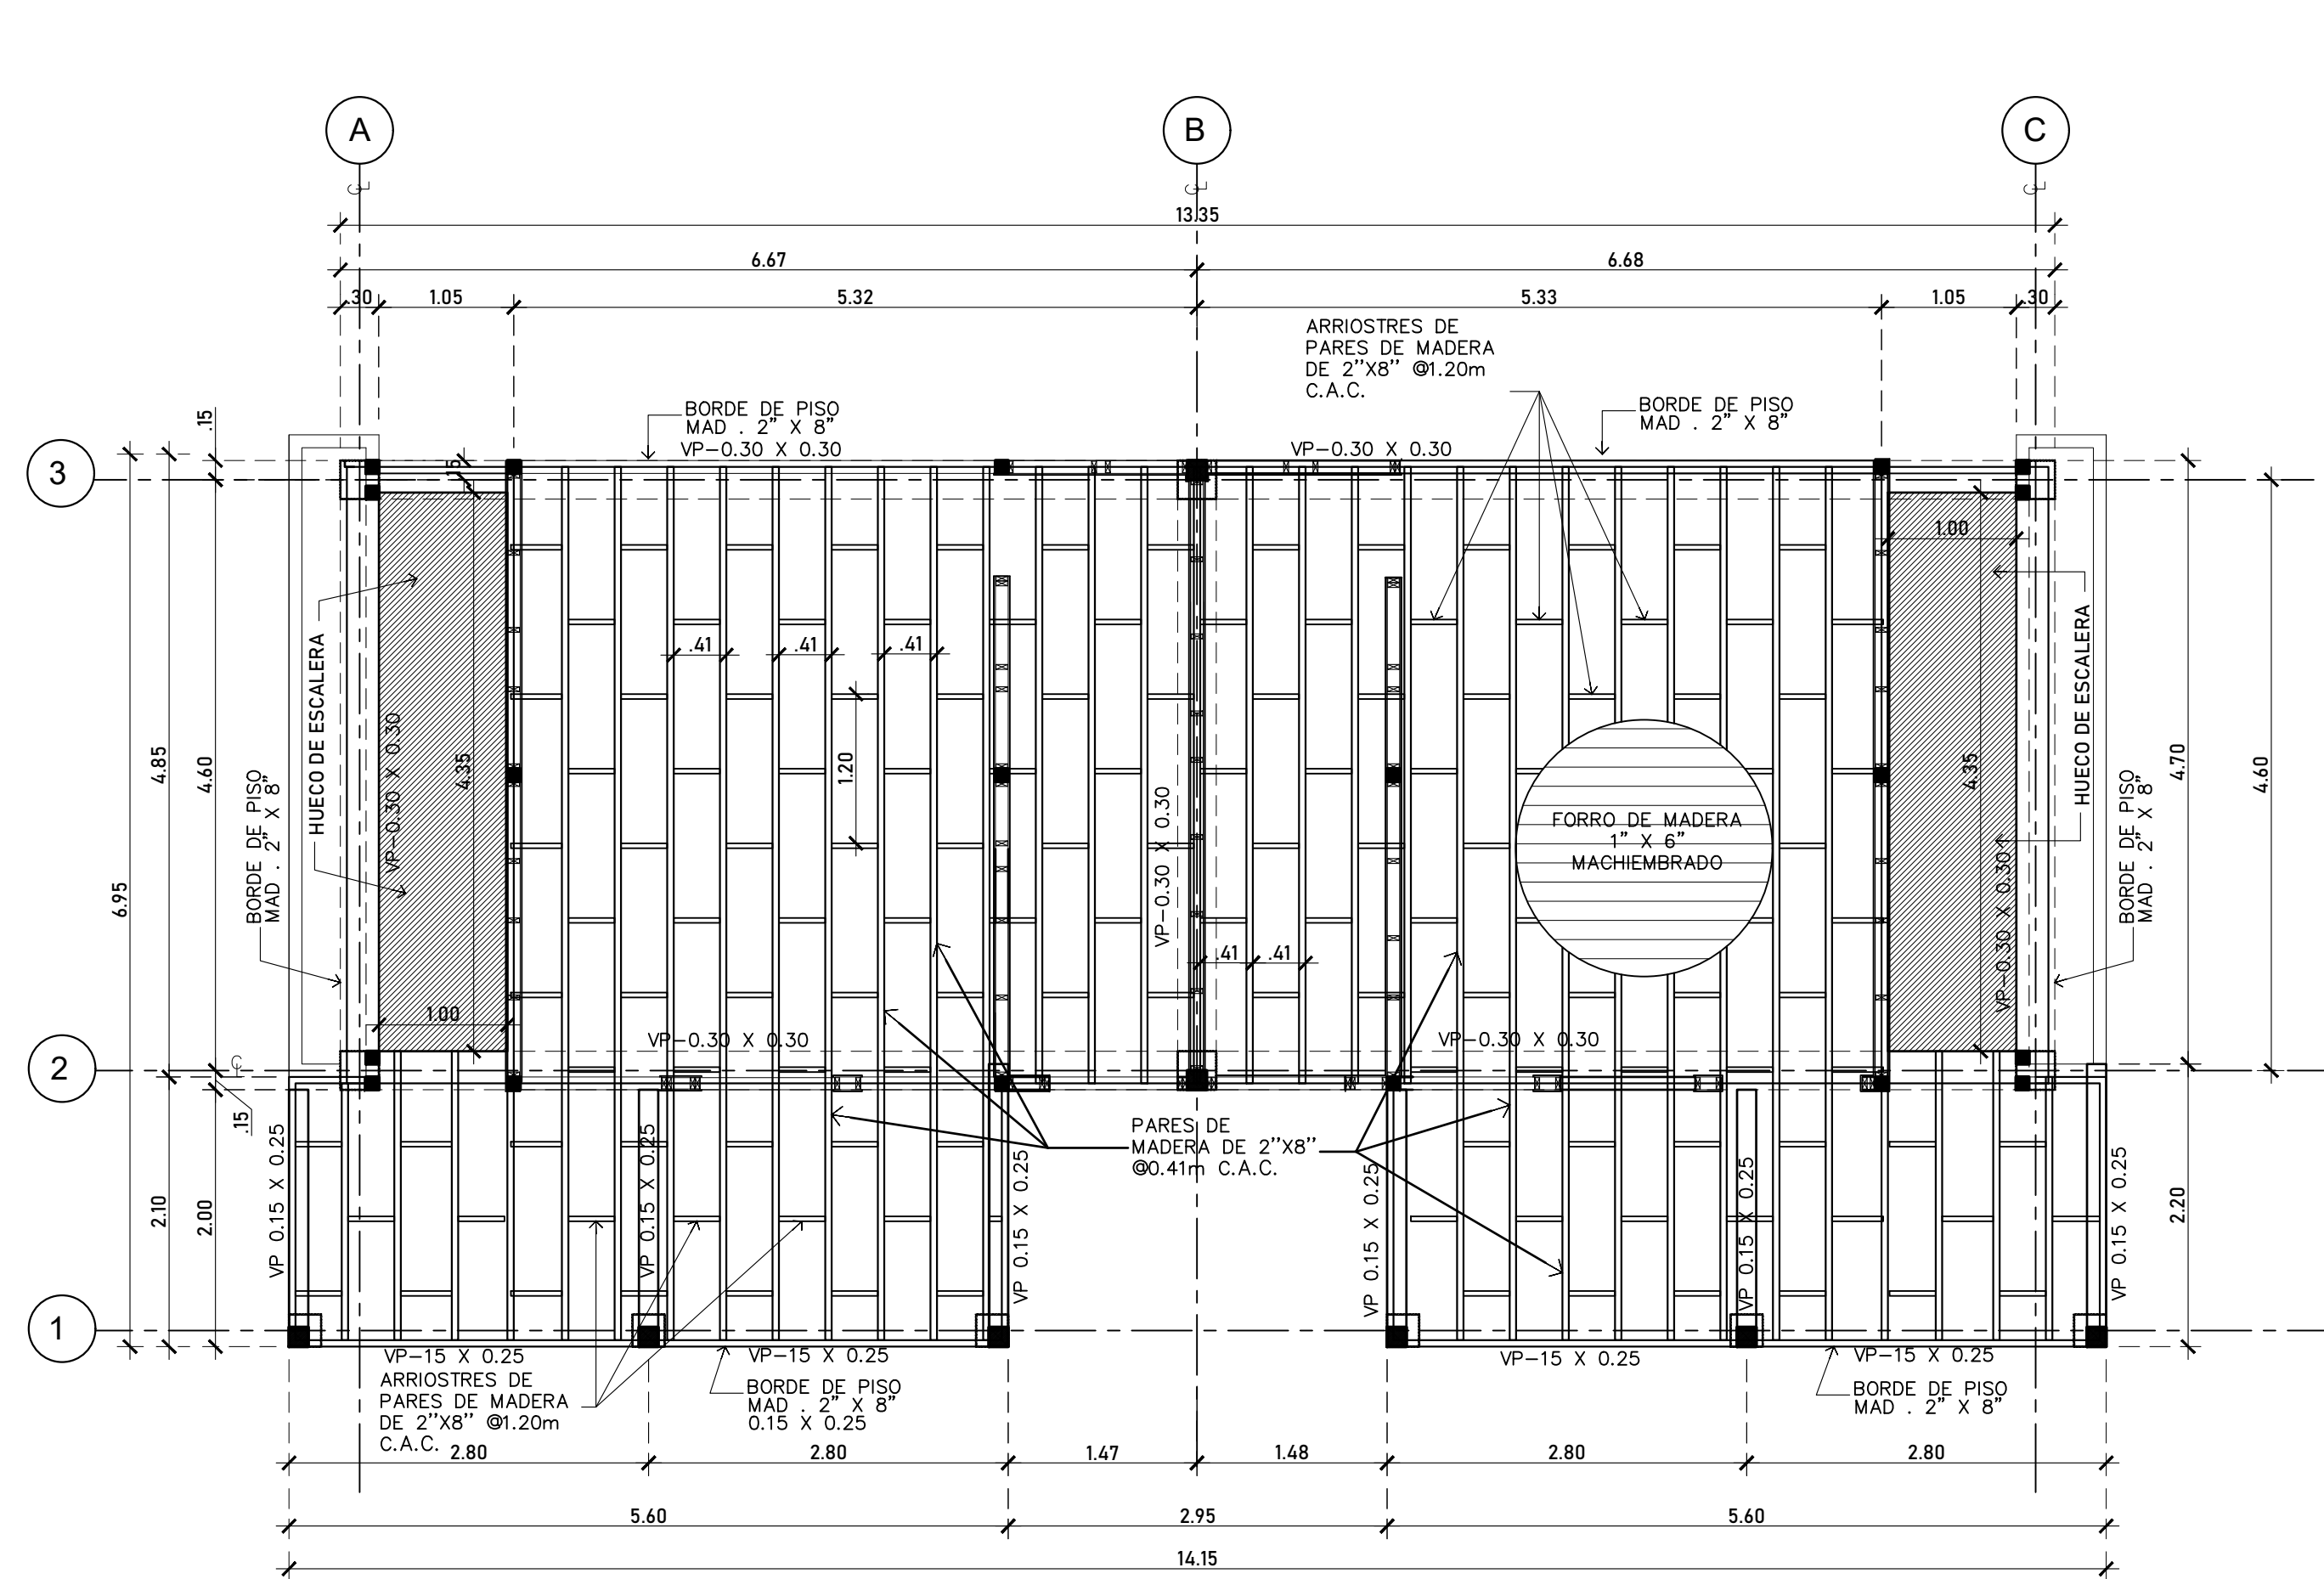 A
B
C
13.35
6.67
6.68
.30
1.05
5.32
5.33
1.05
.30
ARRIOSTRES DE
PARES DE MADERA
DE 2''X8'' @1.20m
C.A.C.
BORDE DE PISO
MAD . 2" X 8"
VP-0.30 X 0.30
VP-0.30 X 0.30
BORDE DE PISO
MAD . 2" X 8"
.15
3
.15
1.00
.41
.41
.41
1.20
HUECO DE ESCALERA
VP-0.30 X 0.30
4.35
4.85
4.60
6.95
BORDE DE PISO
MAD . 2" X 8"
VP-0.30 X 0.30
FORRO DE MADERA
1" X 6"
MACHIEMBRADO
4.35
HUECO DE ESCALERA
VP-0.30 X 0.30
BORDE DE PISO
MAD . 2" X 8"
4.70
4.60
.41
.41
1.00
VP-0.30 X 0.30
VP-0.30 X 0.30
2
.15
PARES DE
MADERA DE 2''X8''
@0.41m C.A.C.
VP 0.15 X 0.25
VP 0.15 X 0.25
VP 0.15 X 0.25
VP 0.15 X 0.25
VP 0.15 X 0.25
VP 0.15 X 0.25
2.10
2.00
2.20
1
VP-15 X 0.25
VP-15 X 0.25
VP-15 X 0.25
VP-15 X 0.25
ARRIOSTRES DE
PARES DE MADERA
DE 2''X8'' @1.20m
C.A.C.
BORDE DE PISO
MAD . 2" X 8"
0.15 X 0.25
BORDE DE PISO
MAD . 2" X 8"
2.80
2.80
1.47
1.48
2.80
2.80
5.60
2.95
5.60
14.15